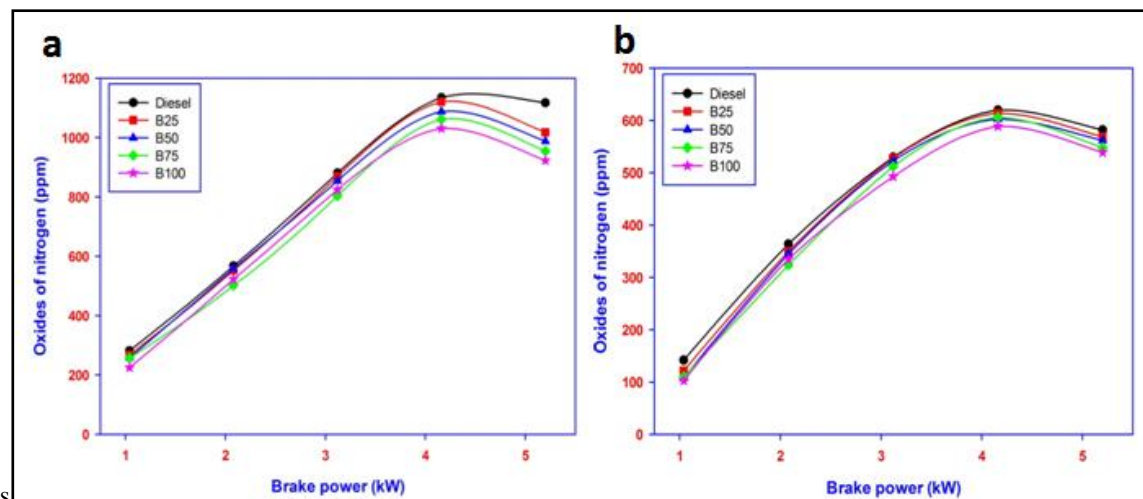 a
1200
1000
800
600
400
200
0
Oxides of nitrogen (ppm)
Diesel
B25
B50
B75
B100
1 2 3 4 5
Brake power (kW)
b
700
600
500
400
300
200
100
0
Oxides of nitrogen (ppm)
Diesel
B25
B50
B75
B100
1 2 3 4 5
Brake power (kW)
s